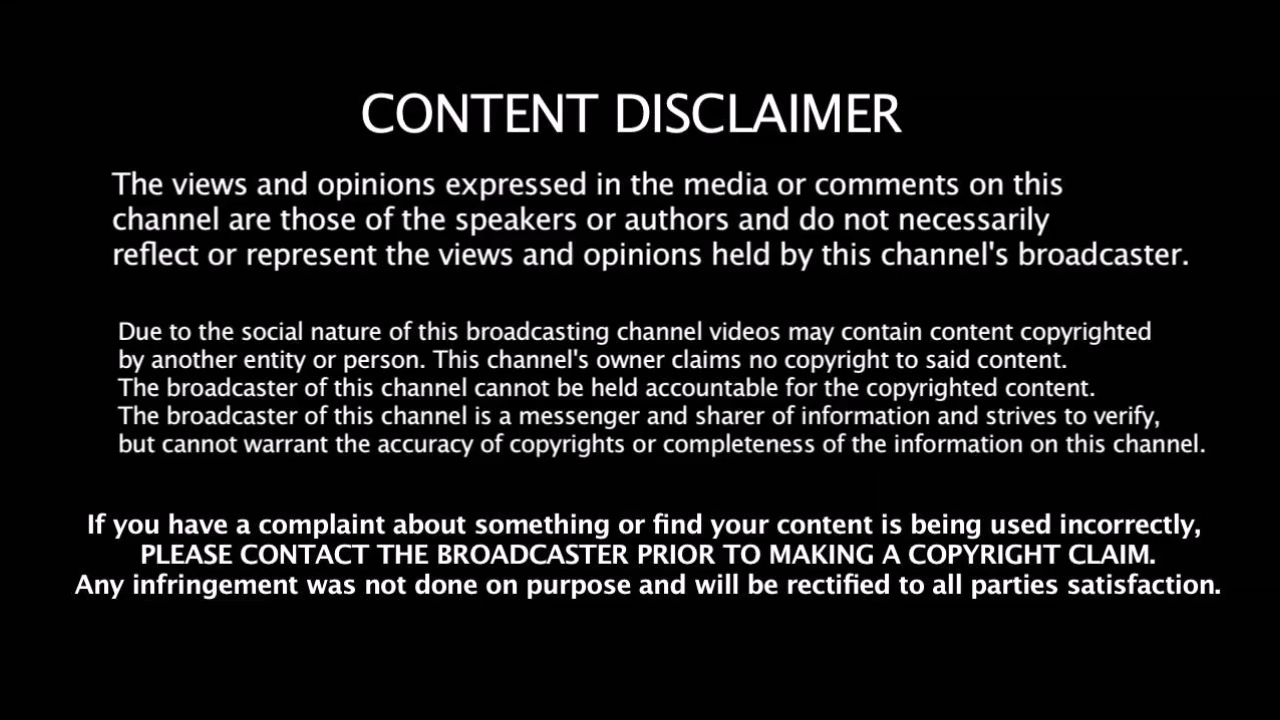 CONTENT DISCLAIMER
The views and opinions expressed in the media or comments on this
channel are those of the speakers or authors and do not necessarily
reflect or represent the views and opinions held by this channel's broadcaster.
Due to the social nature of this broadcasting channel videos may contain content copyrighted
by another entity or person. This channel's owner claims no copyright to said content.
The broadcaster of this channel cannot be held accountable for the copyrighted content.
The broadcaster of this channel is a messenger and sharer of information and strives to verify,
but cannot warrant the accuracy of copyrights or completeness of the information on this channel.
If you have a complaint about something or find your content is being used incorrectly,
PLEASE CONTACT THE BROADCASTER PRIOR TO MAKING A COPYRIGHT CLAIM.
Any infringement was not done on purpose and will be rectified to all parties satisfaction.